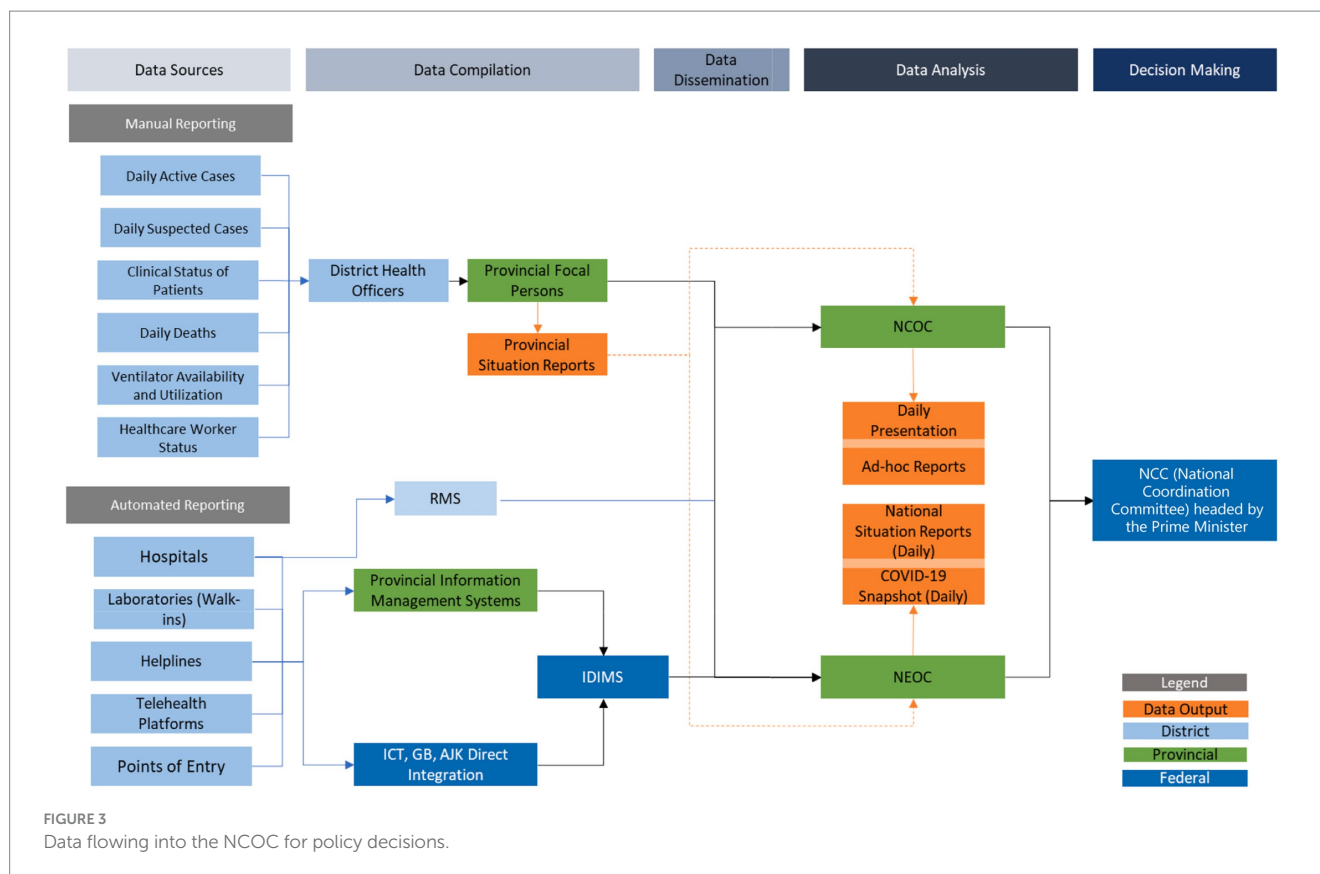 Data Sources
Data Compilation
Data
Dissemination
Data Analysis
Decision Making
Manual Reporting
Daily Active Cases
Daily Suspected Cases
Clinical Status of
Patients
Daily Deaths
Ventilator Availability
and Utilization
Healthcare Worker
Status
District Health
Officers
Provincial Focal
Persons
Provincial
Situation Reports
Automated Reporting
Hospitals
Laboratories (Walk-
ins)
Helplines
Telehealth
Platforms
Points of Entry
RMS
Provincial Information
Management Systems
IDIMS
ICT, GB, AJK Direct
Integration
NCOC
Daily
Presentation
Ad-hoc Reports
National
Situation Reports
(Daily)
COVID-19
Snapshot (Daily)
NEOC
NCC (National
Coordination
Committee) headed by
the Prime Minister
Legend
Data Output
District
Provincial
Federal
FIGURE 3
Data flowing into the NCOC for policy decisions.